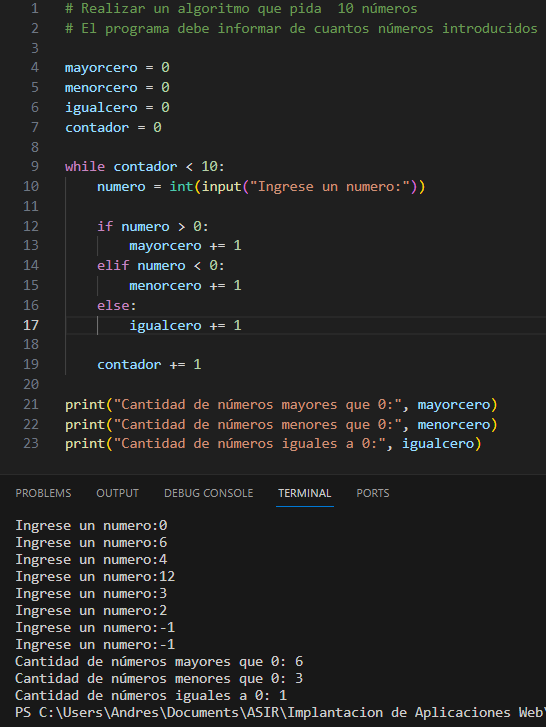 1 # Realizar un algoritmo que pida  10 números
2 # El programa debe informar de cuantos números introducidos
3
4 mayorcero = 0
5 menorcero = 0
6 igualcero = 0
7 contador = 0
8
9 while contador < 10:
10     numero = int(input("Ingrese un numero:"))
11
12     if numero > 0:
13         mayorcero += 1
14     elif numero < 0:
15         menorcero += 1
16     else:
17         igualcero += 1
18
19     contador += 1
20
21 print("Cantidad de números mayores que 0:", mayorcero)
22 print("Cantidad de números menores que 0:", menorcero)
23 print("Cantidad de números iguales a 0:", igualcero)
PROBLEMS OUTPUT DEBUG CONSOLE TERMINAL PORTS
Ingrese un numero:0
Ingrese un numero:6
Ingrese un numero:4
Ingrese un numero:12
Ingrese un numero:3
Ingrese un numero:2
Ingrese un numero:-1
Ingrese un numero:-1
Cantidad de números mayores que 0: 6
Cantidad de números menores que 0: 3
Cantidad de números iguales a 0: 1
PS C:\Users\Andres\Documents\ASIR\Implantacion de Aplicaciones Web\